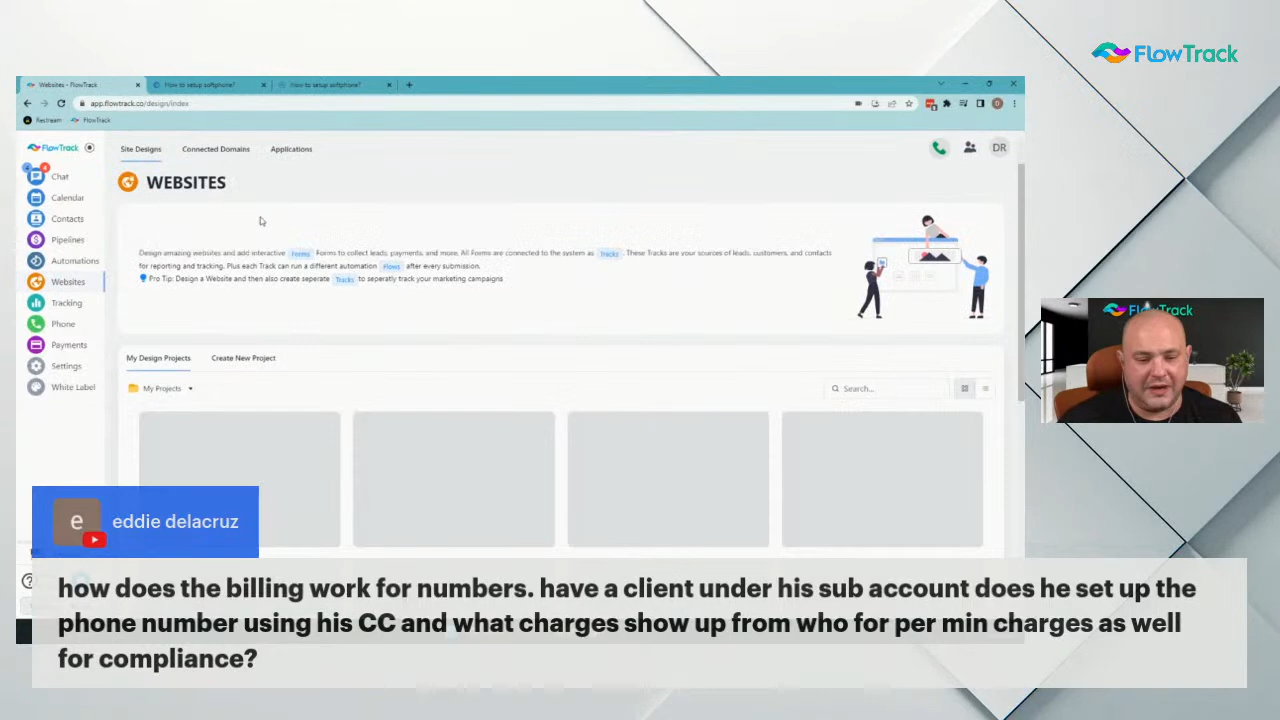 FlowTrack
Websites - FlowTrack
How to setup softphone?
How to setup softphone?
app.flowtrack.co/design/index
Restream
FlowTrack
FlowTrack
Site Designs
Connected Domains
Applications
DR
Chat
Calendar
Contacts
Pipelines
Automations
Websites
Tracking
Phone
Payments
Settings
White Label
WEBSITES
Design amazing websites and add interactive Forms Forms to collect leads, payments, and more. All Forms are connected to the system as Tracks. These Tracks are your sources of leads, customers, and contacts
for reporting and tracking. Plus each Track can run a different automation Flows after every submission.
Pro Tip: Design a Website and then also create seperate Tracks to seperatly track your marketing campaigns
My Design Projects
Create New Project
My Projects
Search...
FlowTrack
e
eddie delacruz
how does the billing work for numbers. have a client under his sub account does he set up the
phone number using his CC and what charges show up from who for per min charges as well
for compliance?